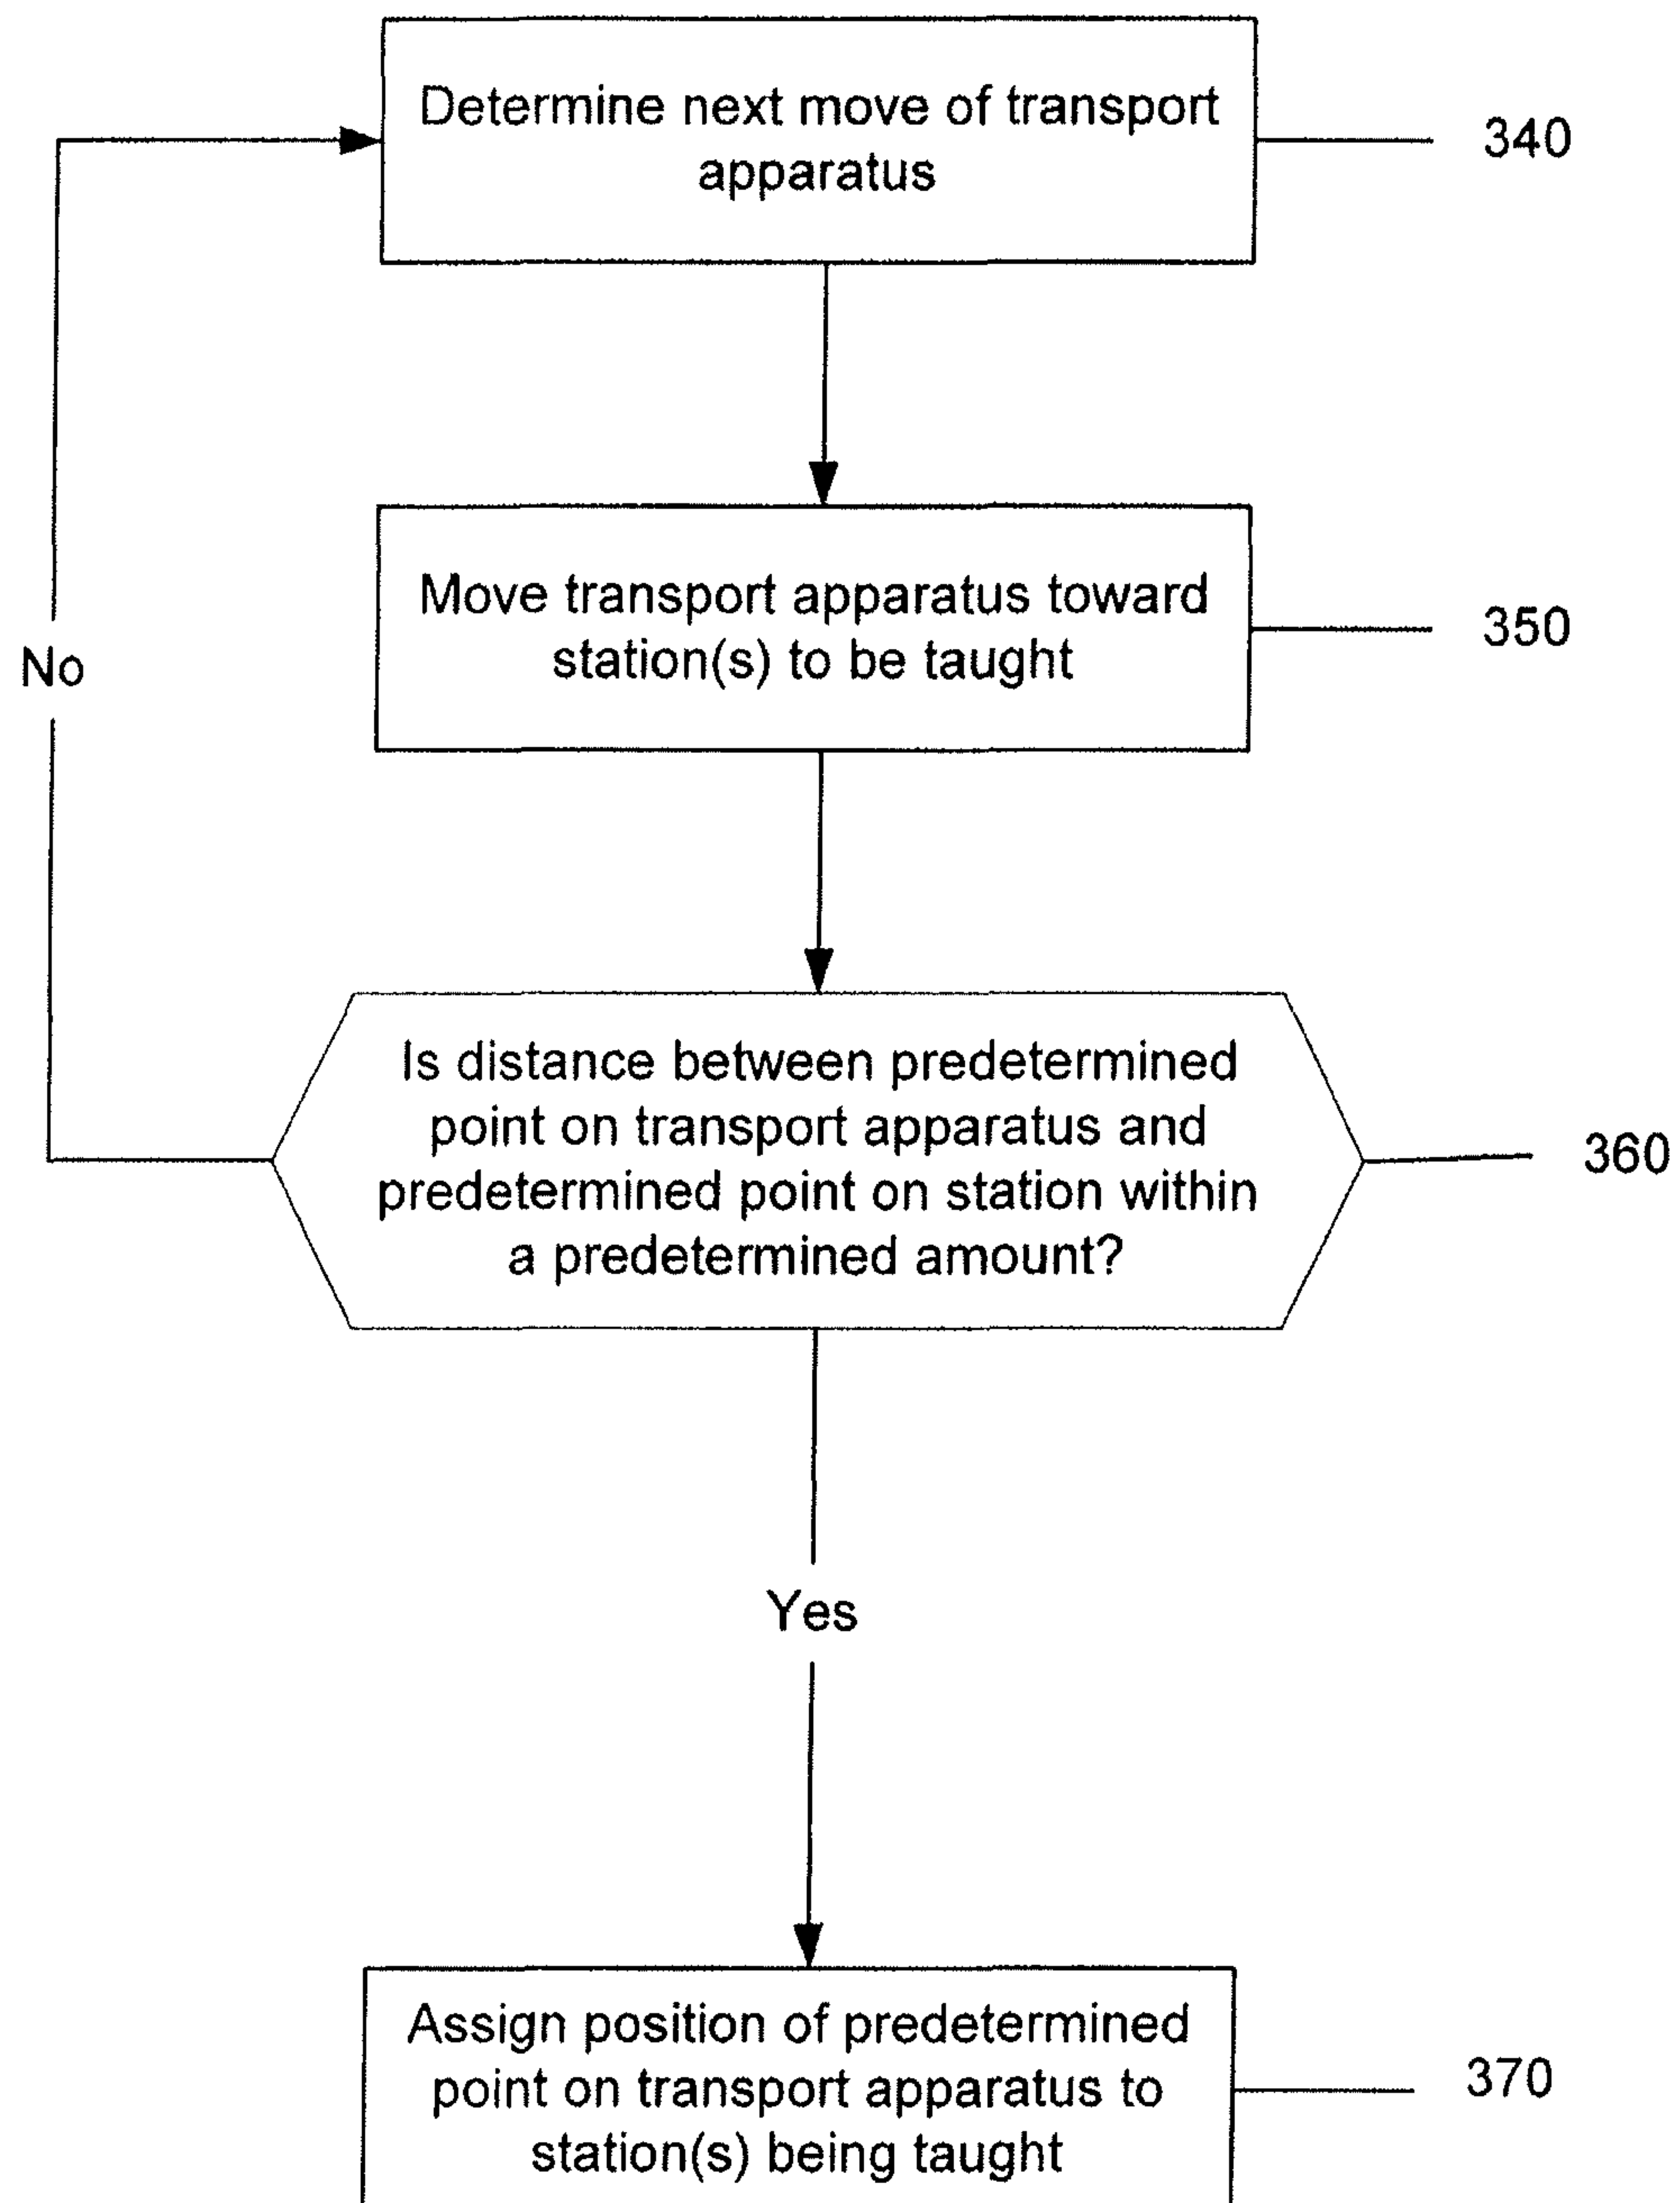 Determine next move of transport
apparatus
340
Move transport apparatus toward
station(s) to be taught
350
No
Is distance between predetermined
point on transport apparatus and
predetermined point on station within
a predetermined amount?
360
Yes
Assign position of predetermined
point on transport apparatus to
station(s) being taught
370